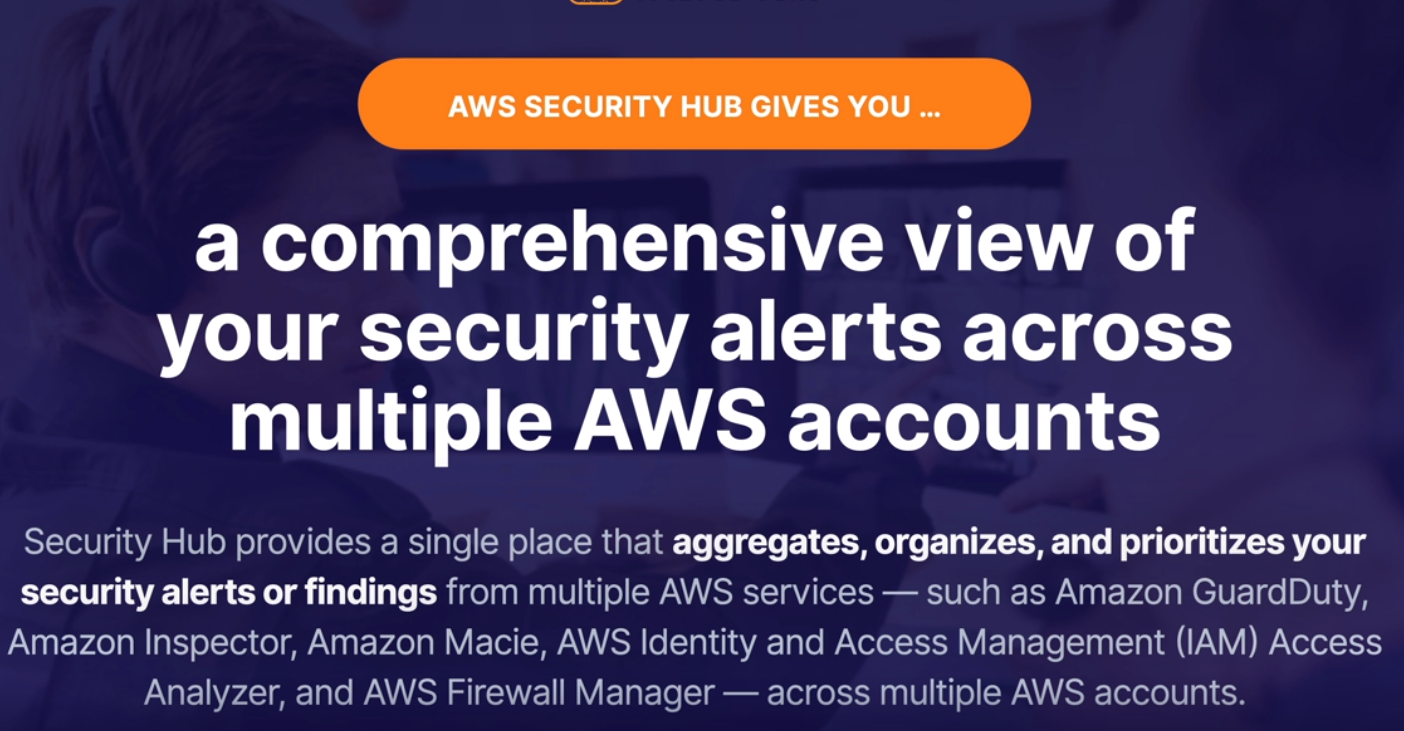 AWS SECURITY HUB GIVES YOU ...
a comprehensive view of
your security alerts across
multiple AWS accounts
Security Hub provides a single place that aggregates, organizes, and prioritizes your
security alerts or findings from multiple AWS services — such as Amazon GuardDuty,
Amazon Inspector, Amazon Macie, AWS Identity and Access Management (IAM) Access
Analyzer, and AWS Firewall Manager — across multiple AWS accounts.